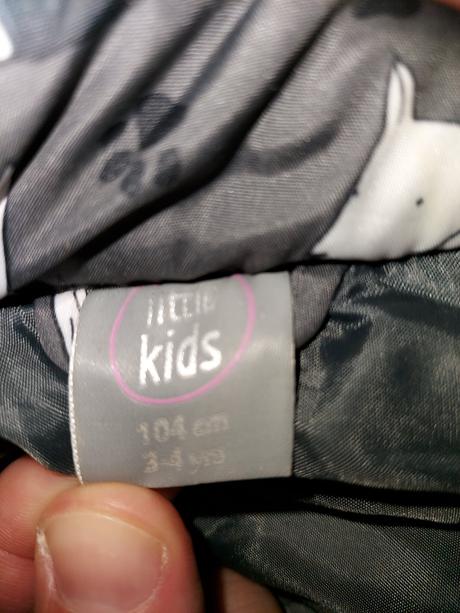 little
kids
104 cm
3-4 yrs